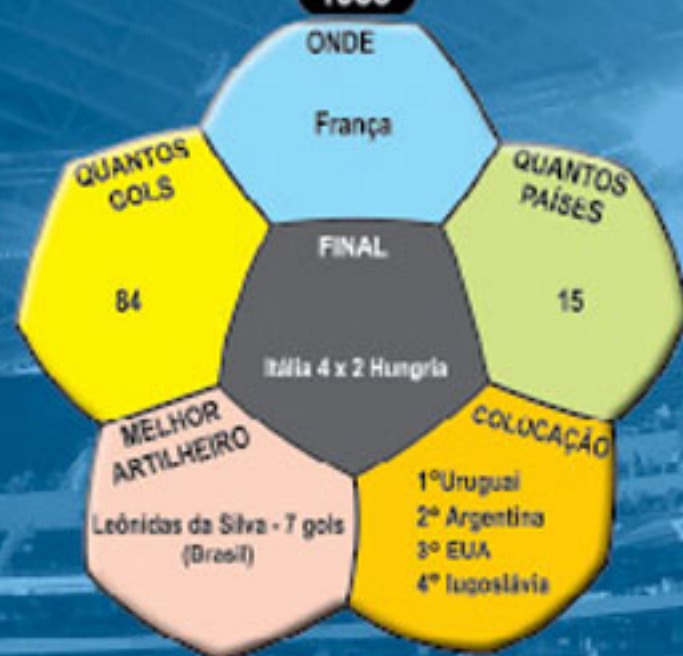 ONDE
França
QUANTOS
GOLS
84
QUANTOS
PAÍSES
15
FINAL
Itália 4 x 2 Hungria
MELHOR
ARTILHEIRO
Leônidas da Silva - 7 gols
(Brasil)
COLOCAÇÃO
1º Uruguai
2º Argentina
3º EUA
4º Iugoslávia